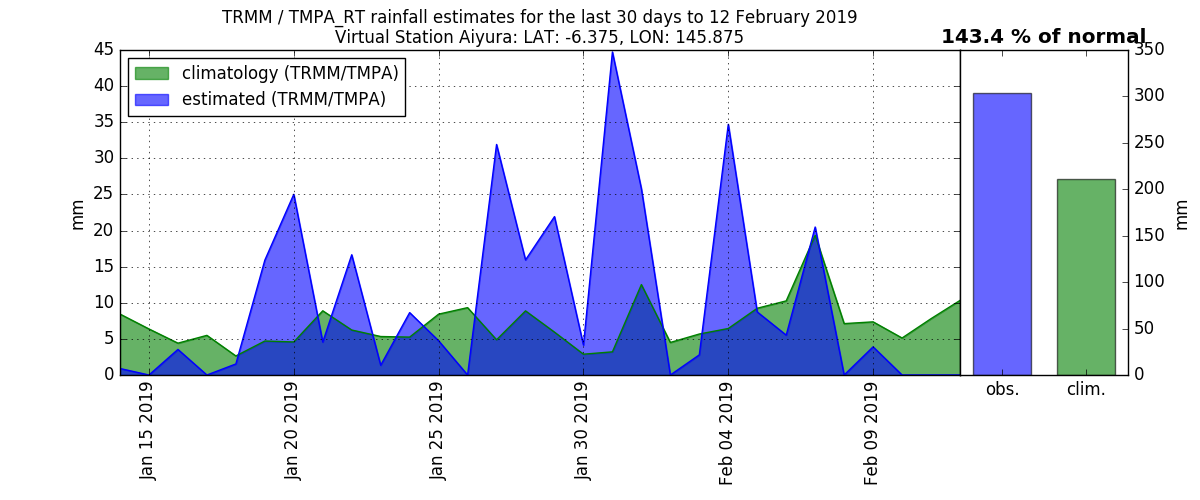 TRMM / TMPA_RT rainfall estimates for the last 30 days to 12 February 2019
Virtual Station Aiyura: LAT: -6.375, LON: 145.875
143.4 % of normal
climatology (TRMM/TMPA)
estimated (TRMM/TMPA)
mm
45
40
35
30
25
20
15
10
5
0
Jan 15 2019
Jan 20 2019
Jan 25 2019
Jan 30 2019
Feb 04 2019
Feb 09 2019
350
300
250
200
150
100
50
0
mm
obs.
clim.